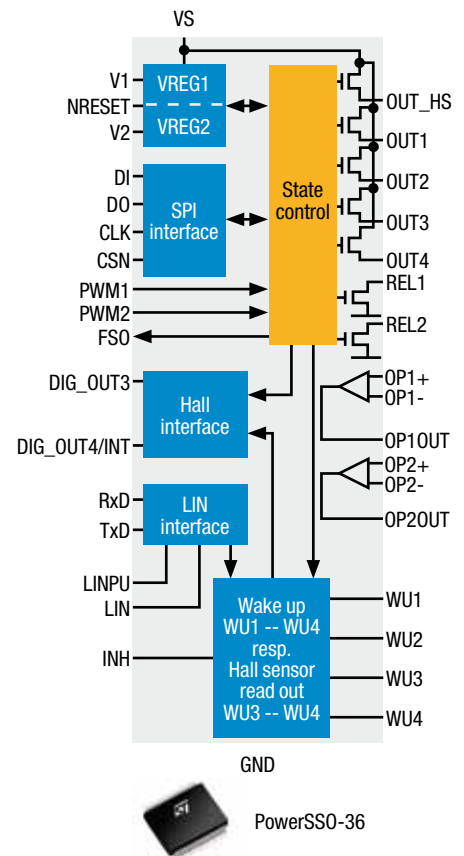 VS
V1
NRESET
V2
VREG1
VREG2
DI
DO
CLK
CSN
SPI
interface
State
control
OUT_HS
OUT1
OUT2
OUT3
OUT4
PWM1
PWM2
FSO
REL1
REL2
DIG_OUT3
DIG_OUT4/INT
Hall
interface
OP1+
OP1-
OP1OUT
OP2+
OP2-
OP2OUT
RxD
TxD
LIN
interface
LINPU
LIN
INH
Wake up
WU1 -- WU4
resp.
Hall sensor
read out
WU3 -- WU4
WU1
WU2
WU3
WU4
GND
PowerSSO-36